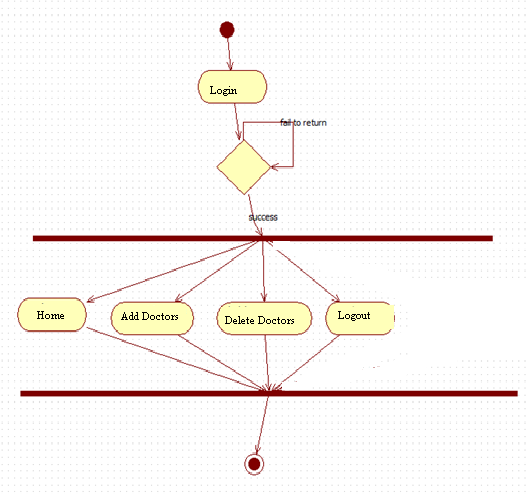 Login
fail to return
success
Home
Add Doctors
Delete Doctors
Logout